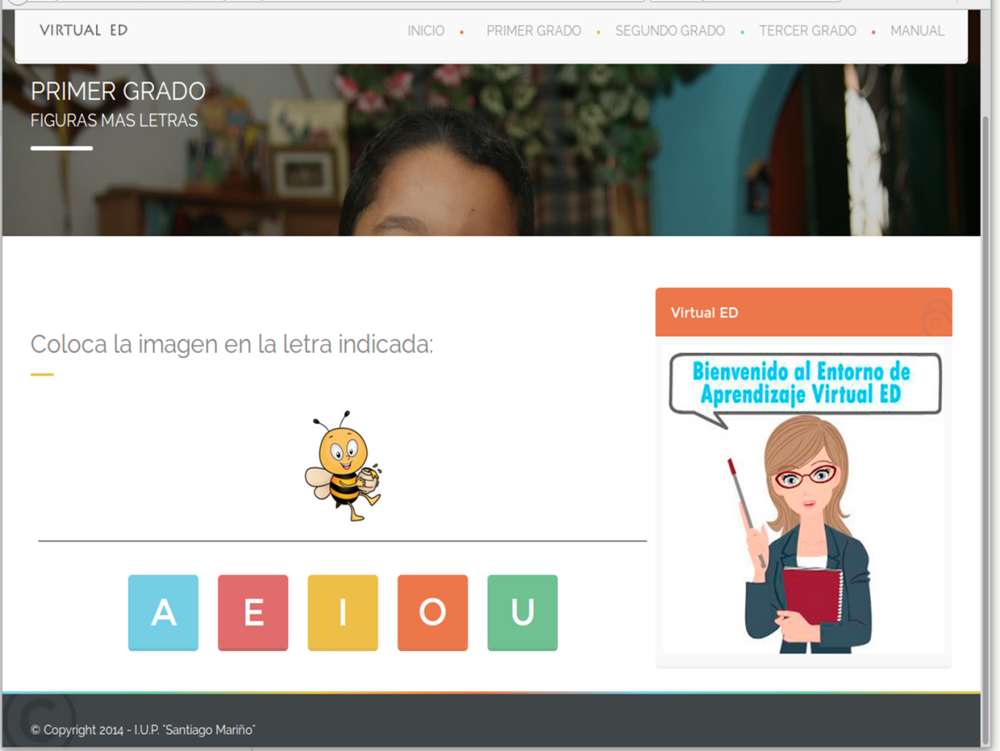 VIRTUAL ED
INICIO • PRIMER GRADO • SEGUNDO GRADO • TERCER GRADO • MANUAL
PRIMER GRADO
FIGURAS MAS LETRAS
Virtual ED
Coloca la imagen en la letra indicada:
Bienvenido al Entorno de
Aprendizaje Virtual ED
A E I O U
© Copyright 2014 - I.U.P. "Santiago Mariño"